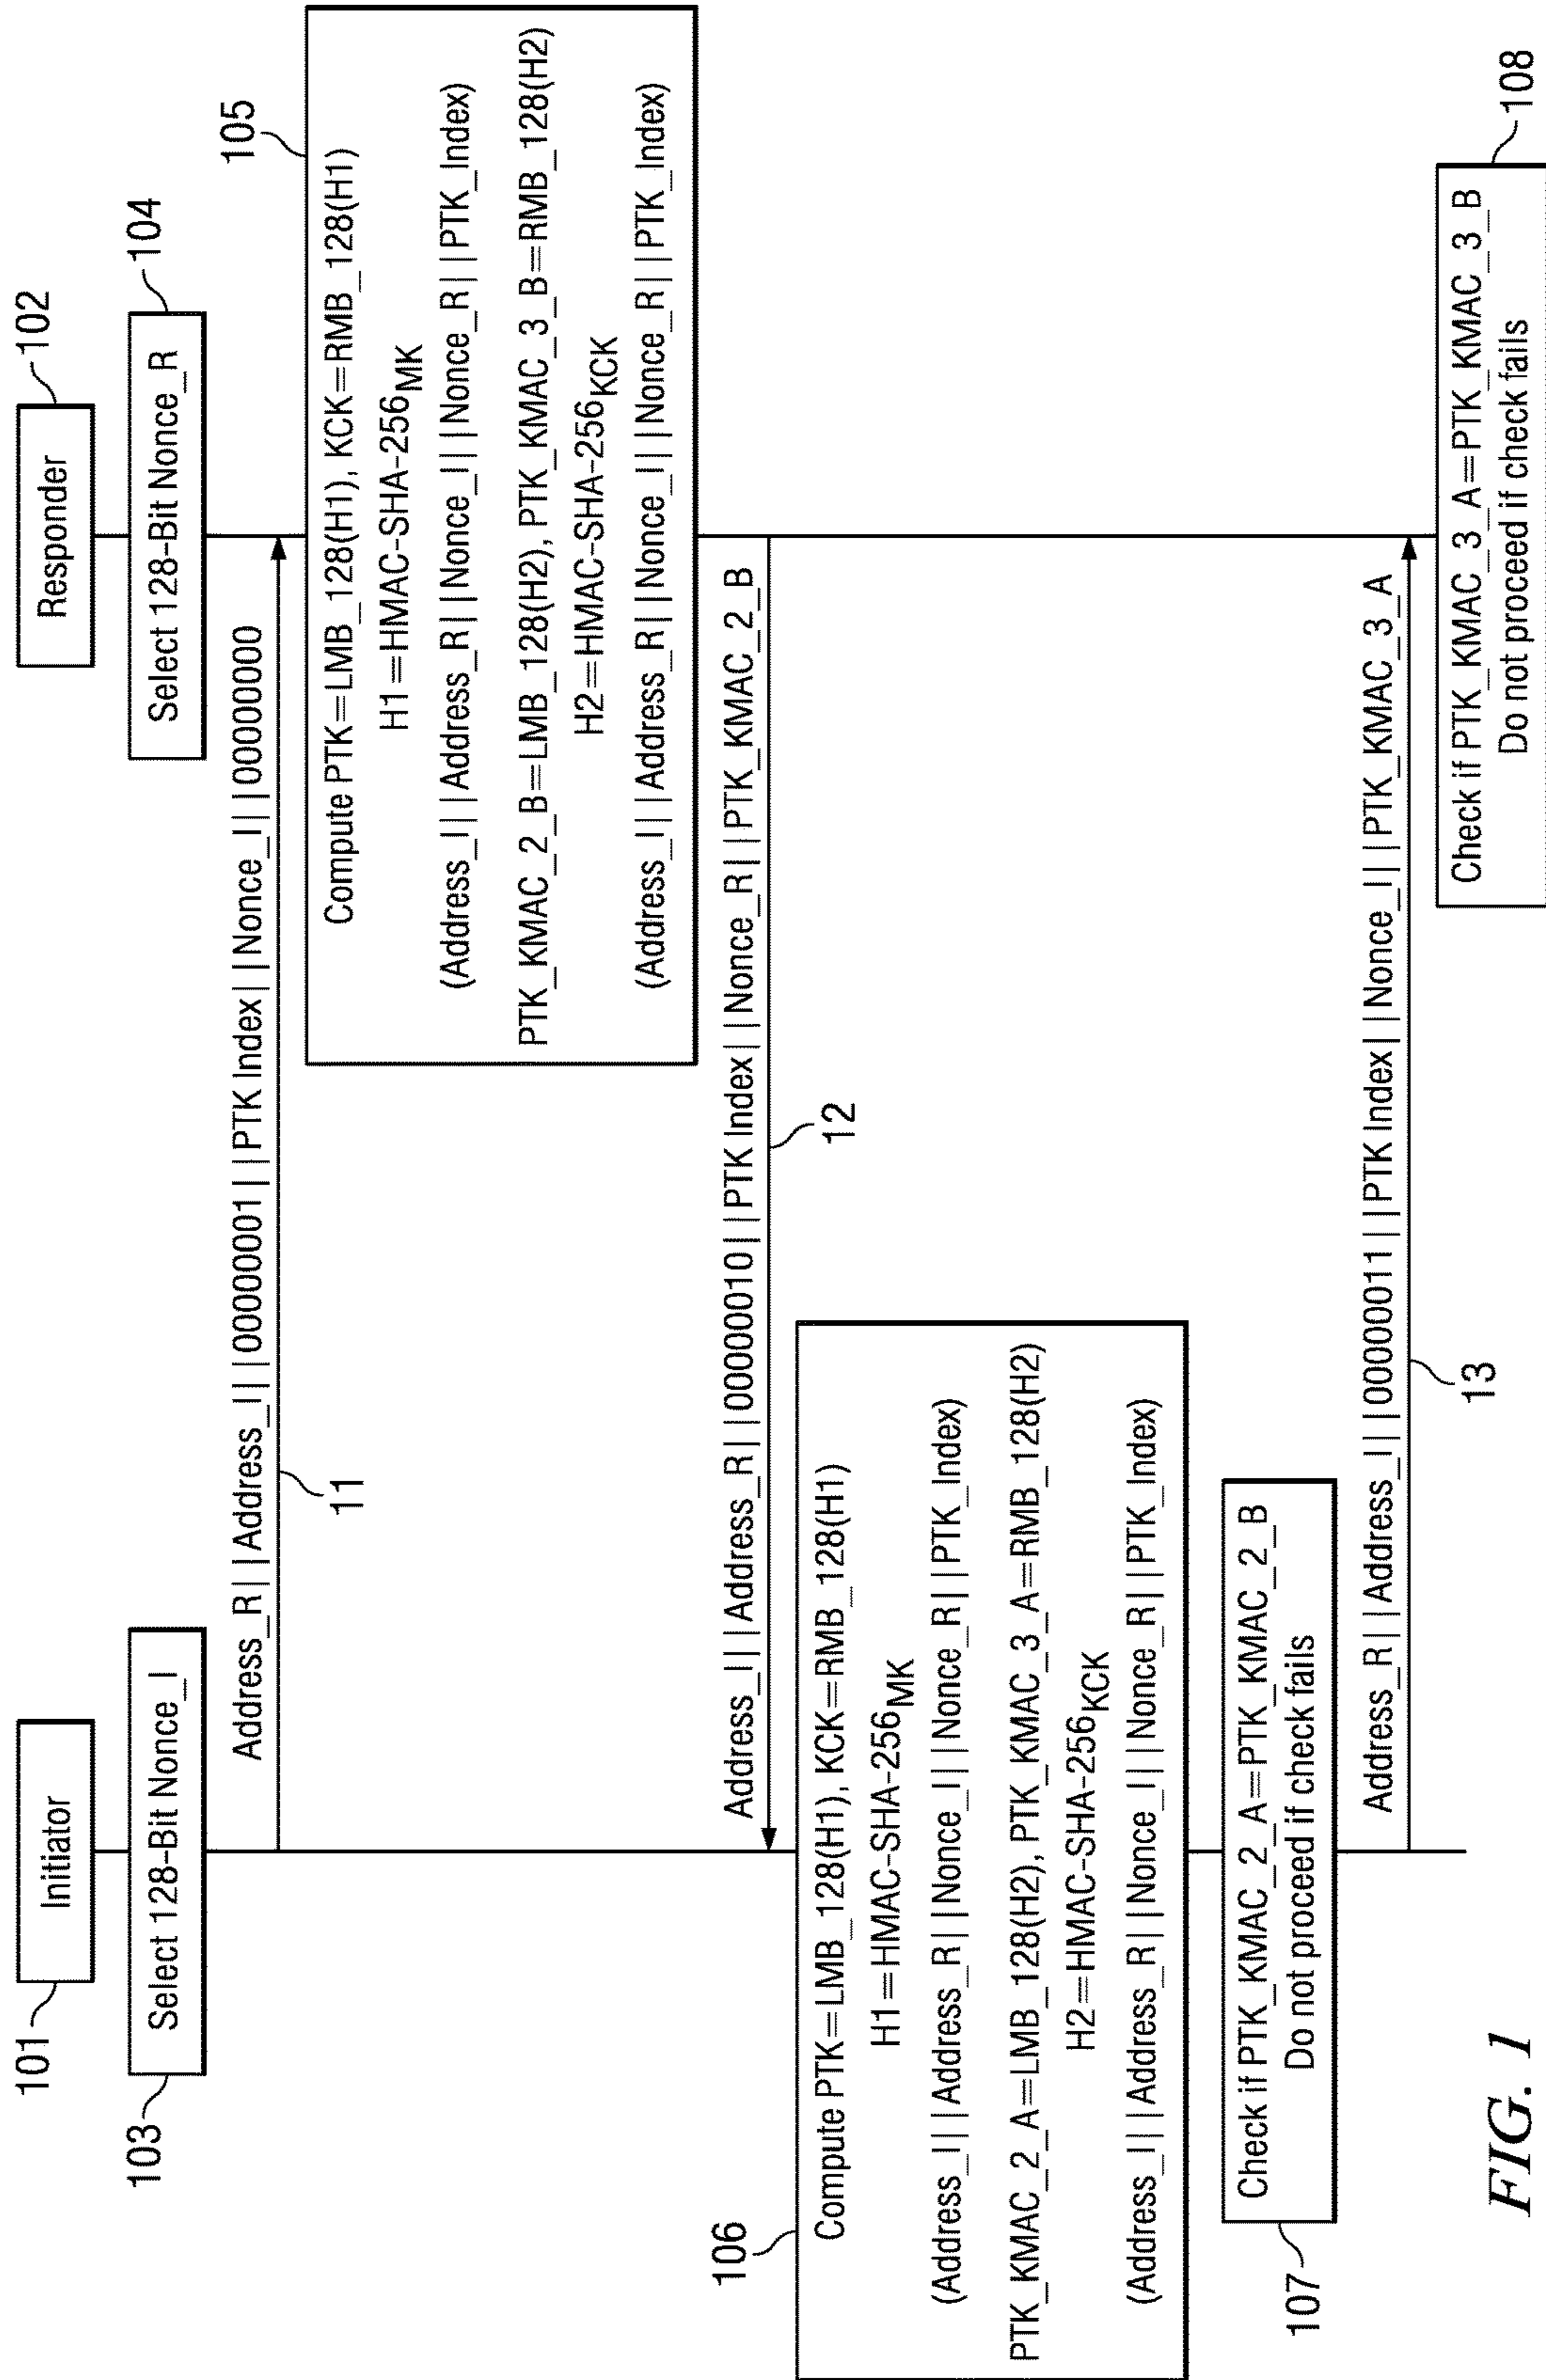 Initiator
Responder
101
102
Select 128-Bit Nonce_I
Select 128-Bit Nonce_R
103
104
Address_R||Address_I||00000001||PTK Index||Nonce_I||00000000
11
105
Compute PTK=LMB_128(H1), KCK=RMB_128(H1)
H1=HMAC-SHA-256MK
(Address_I||Address_R||Nonce_I||Nonce_R||PTK_Index)
PTK_KMAC_2_B=LMB_128(H2), PTK_KMAC_3_B=RMB_128(H2)
H2=HMAC-SHA-256KCK
(Address_I||Address_R||Nonce_I||Nonce_R||PTK_Index)
Address_I||Address_R||00000010||PTK Index||Nonce_R||PTK_KMAC_2_B
12
106
Compute PTK=LMB_128(H1), KCK=RMB_128(H1)
H1=HMAC-SHA-256MK
(Address_I||Address_R||Nonce_I||Nonce_R||PTK_Index)
PTK_KMAC_2_A=LMB_128(H2), PTK_KMAC_3_A=RMB_128(H2)
H2=HMAC-SHA-256KCK
(Address_I||Address_R||Nonce_I||Nonce_R||PTK_Index)
Check if PTK_KMAC_2_A=PTK_KMAC_2_B
Do not proceed if check fails
107
Address_R||Address_I||00000011||PTK Index||Nonce_I||PTK_KMAC_3_A
13
Check if PTK_KMAC_3_A=PTK_KMAC_3_B
Do not proceed if check fails
108
FIG. 1